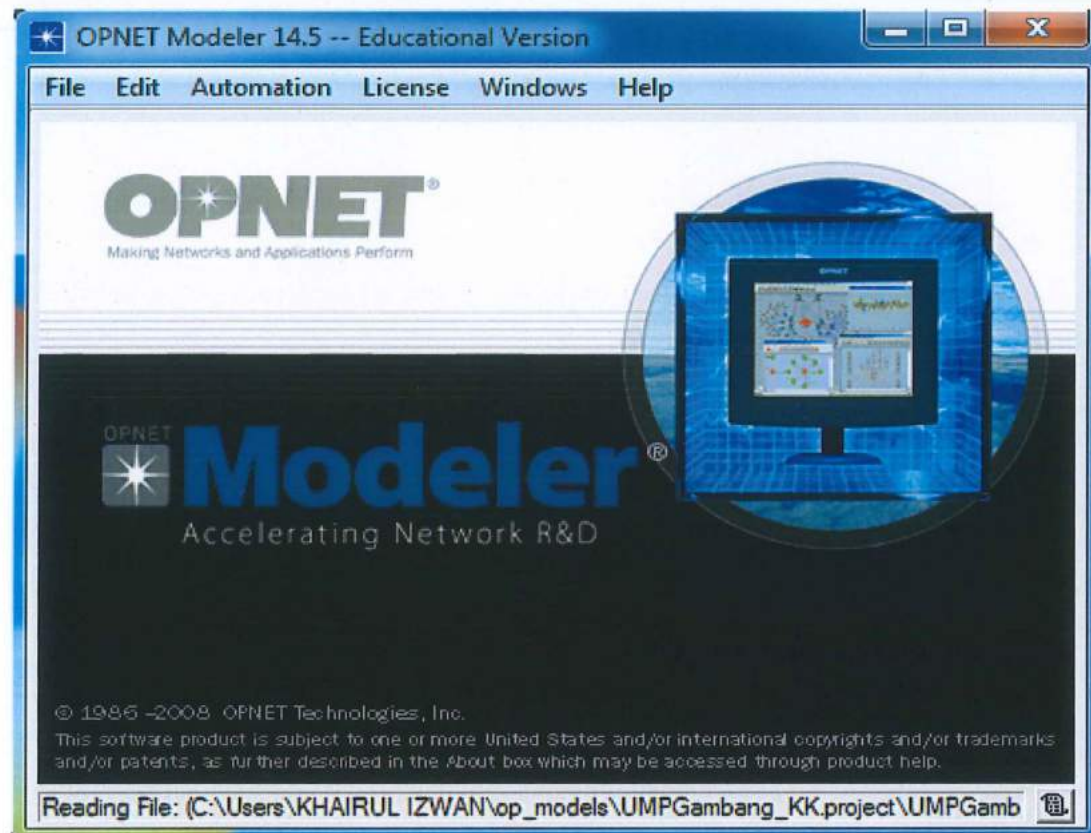 OPNET Modeler 14.5 -- Educational Version
File Edit Automation License Windows Help
OPNET®
Making Networks and Applications Perform
OPNET
OPNET
Modeler®
Accelerating Network R&D
© 1986-2008 OPNET Technologies, Inc.
This software product is subject to one or more United States and/or international copyrights and/or trademarks
and/or patents, as further described in the About box which may be accessed through product help.
Reading File: (C:\Users\KHAIRUL IZWAN\op_models\UMPGambang_KK.project\UMPGamb